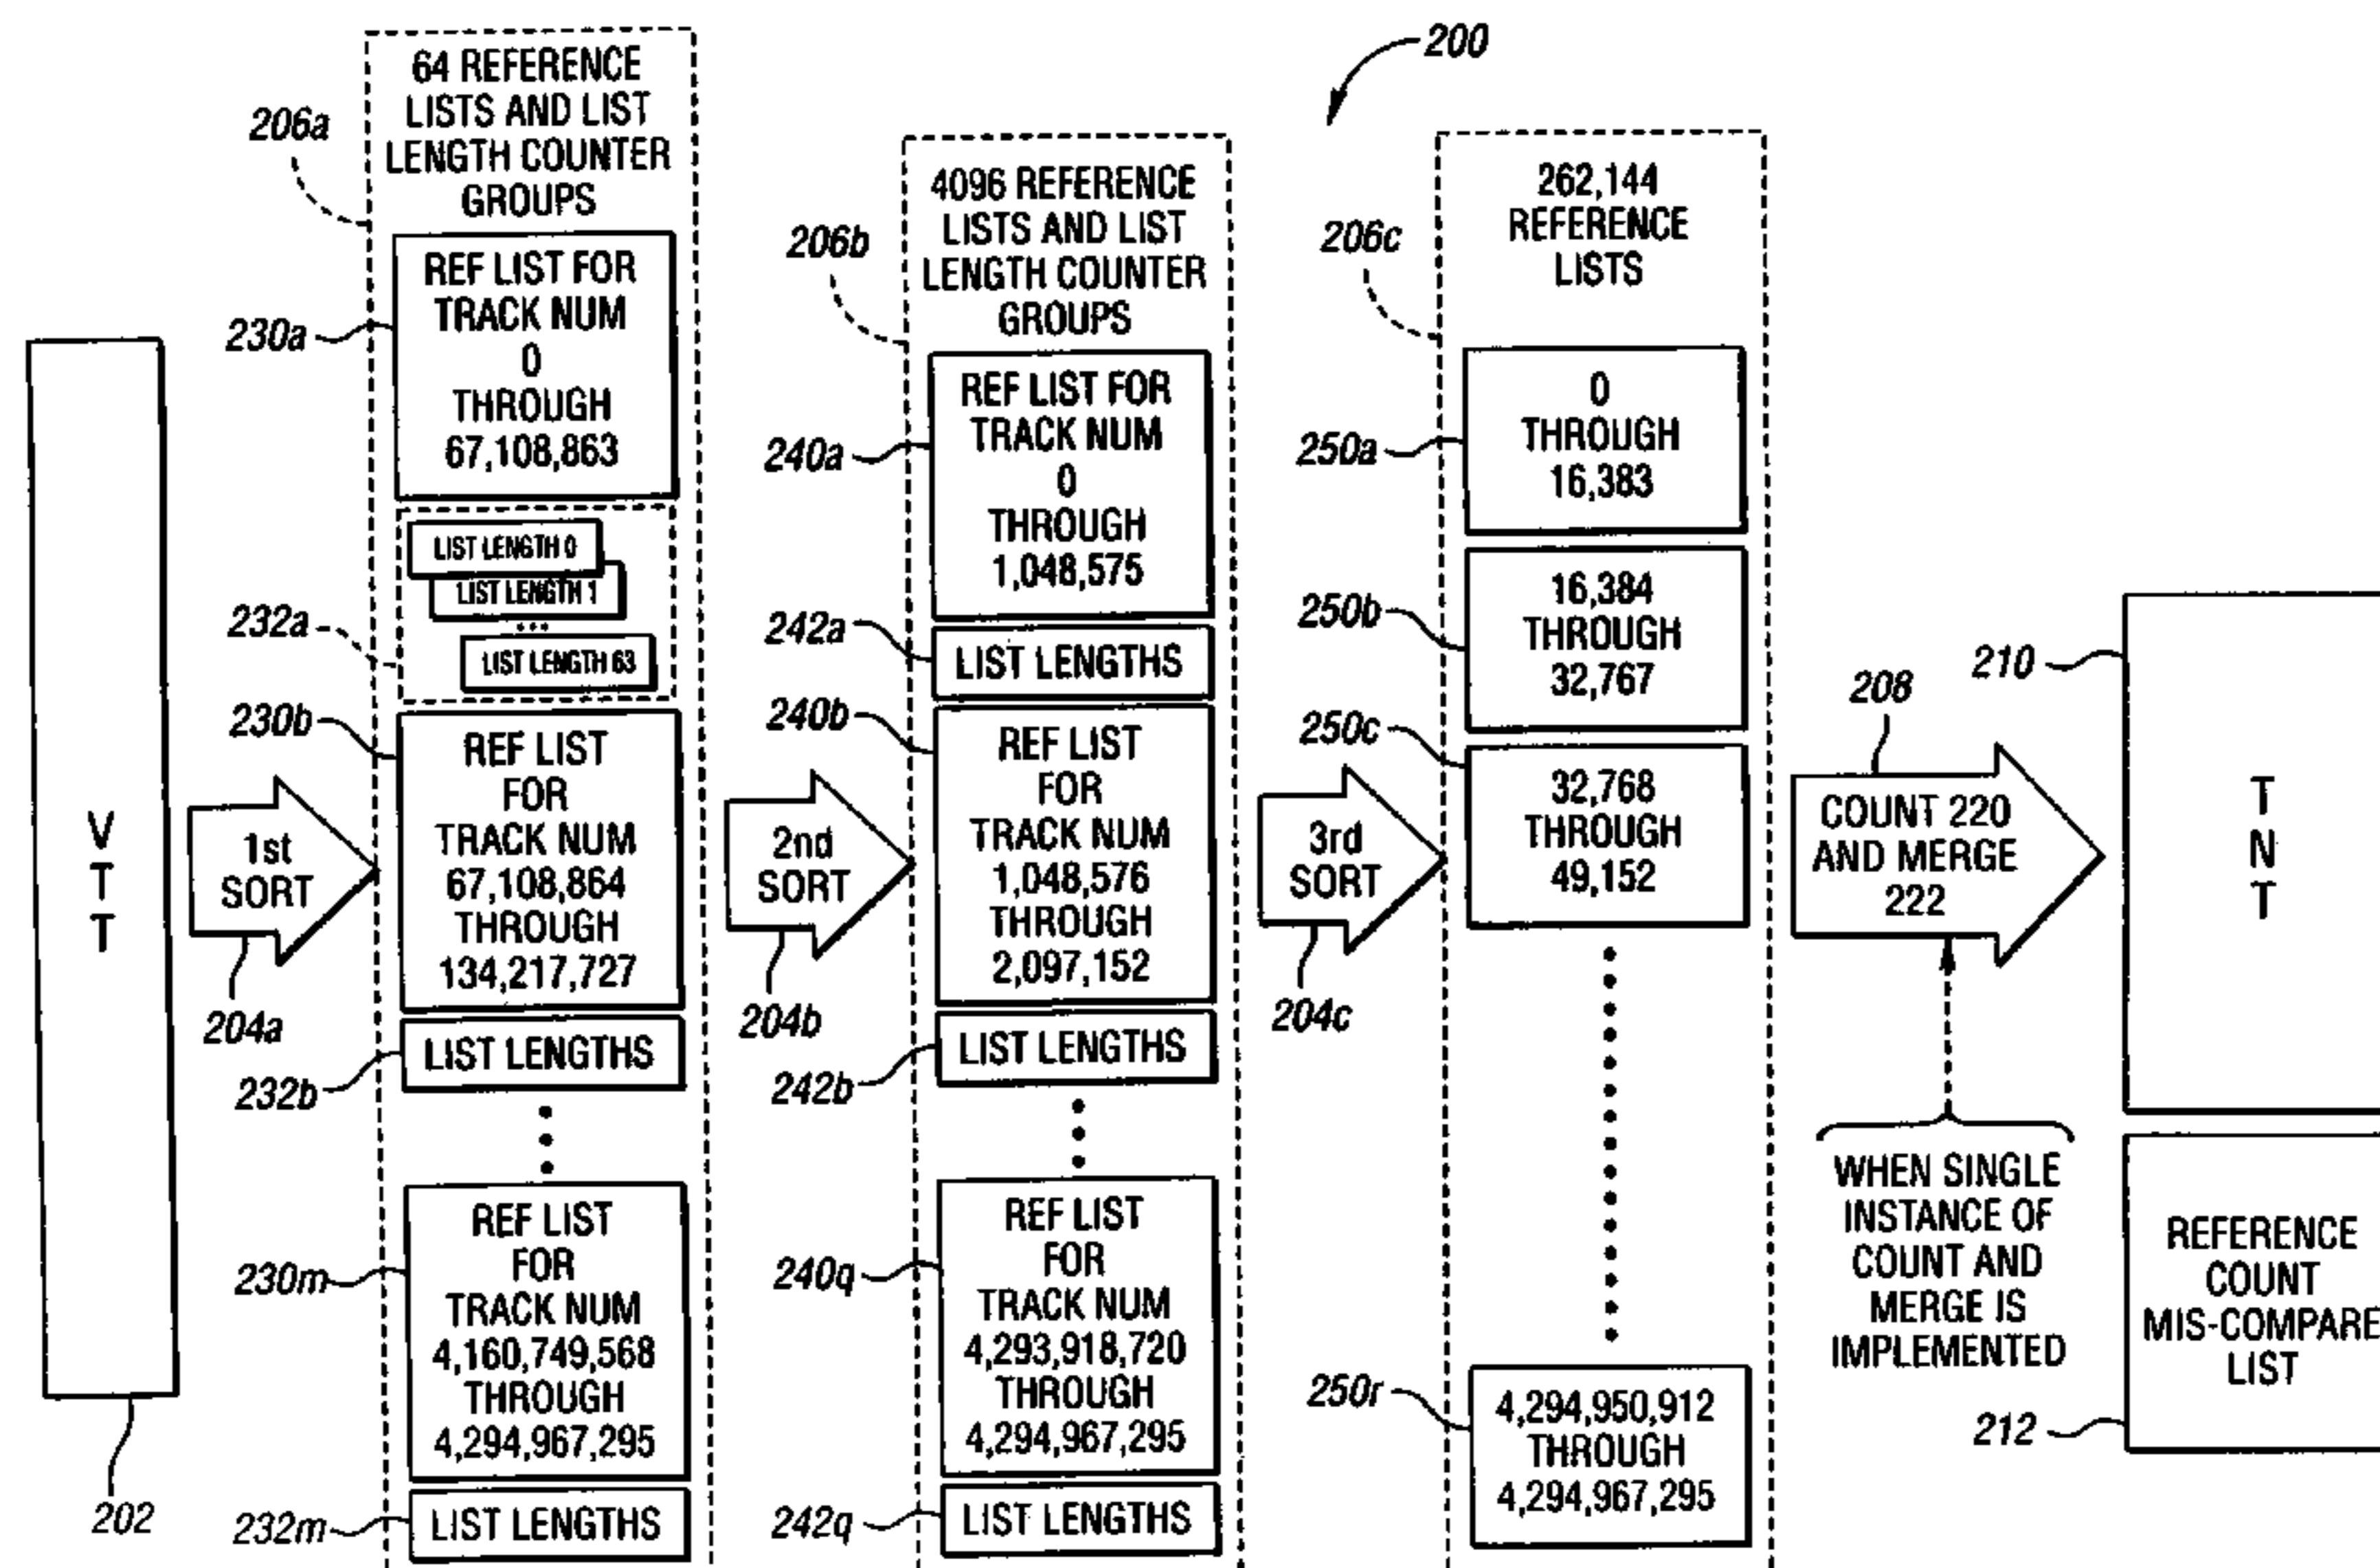 200
206a
64 REFERENCE
LISTS AND LIST
LENGTH COUNTER
GROUPS
230a
REF LIST FOR
TRACK NUM
0
THROUGH
67,108,863
232a
LIST LENGTH 0
LIST LENGTH 1
...
LIST LENGTH 63
230b
REF LIST
FOR
TRACK NUM
67,108,864
THROUGH
134,217,727
232b
LIST LENGTHS
230m
REF LIST
FOR
TRACK NUM
4,160,749,568
THROUGH
4,294,967,295
232m
LIST LENGTHS
V
T
T
202
1st
SORT
204a
206b
4096 REFERENCE
LISTS AND LIST
LENGTH COUNTER
GROUPS
240a
REF LIST FOR
TRACK NUM
0
THROUGH
1,048,575
242a
LIST LENGTHS
240b
REF LIST
FOR
TRACK NUM
1,048,576
THROUGH
2,097,152
242b
LIST LENGTHS
240q
REF LIST
FOR
TRACK NUM
4,293,918,720
THROUGH
4,294,967,295
242q
LIST LENGTHS
2nd
SORT
204b
206c
262,144
REFERENCE
LISTS
250a
0
THROUGH
16,383
250b
16,384
THROUGH
32,767
250c
32,768
THROUGH
49,152
250r
4,294,950,912
THROUGH
4,294,967,295
3rd
SORT
204c
208
COUNT 220
AND MERGE
222
WHEN SINGLE
INSTANCE OF
COUNT AND
MERGE IS
IMPLEMENTED
210
T
N
T
REFERENCE
COUNT
MIS-COMPARE
LIST
212